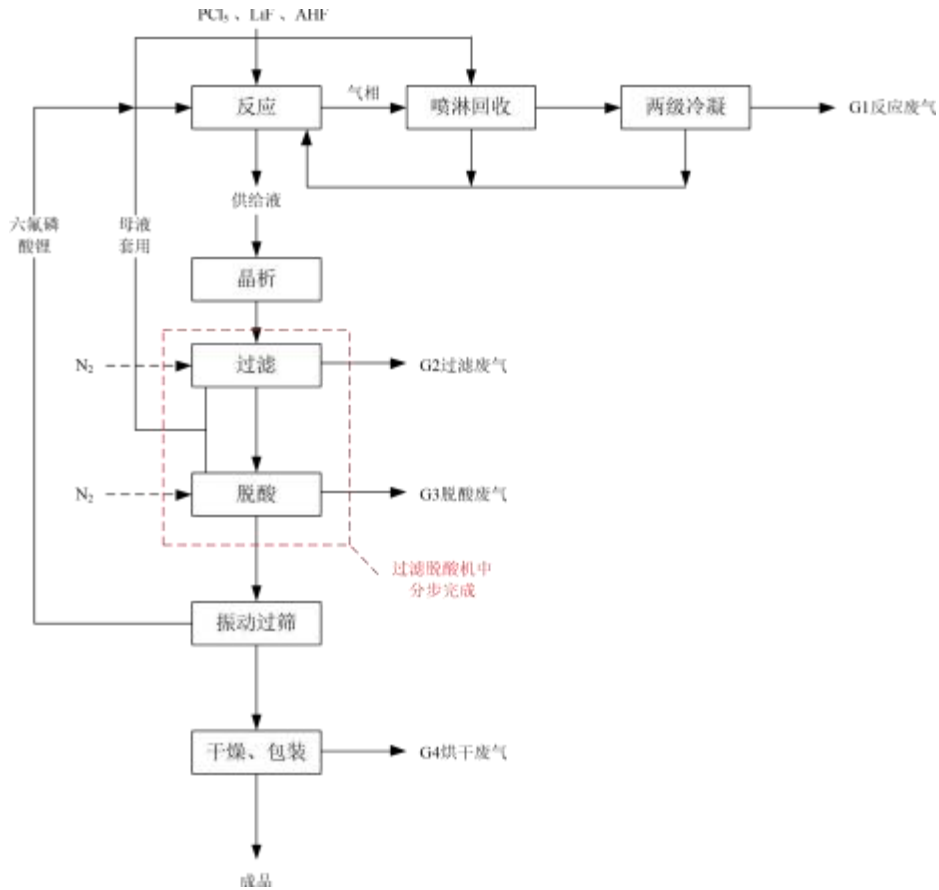 PCl₅、LiF、AHF
反应
气相
喷淋回收
两级冷凝
G1反应废气
供给液
六氟磷
酸锂
母液
套用
晶析
N₂
过滤
G2过滤废气
N₂
脱酸
G3脱酸废气
过滤脱酸机中
分步完成
振动过筛
干燥、包装
G4烘干废气
成品